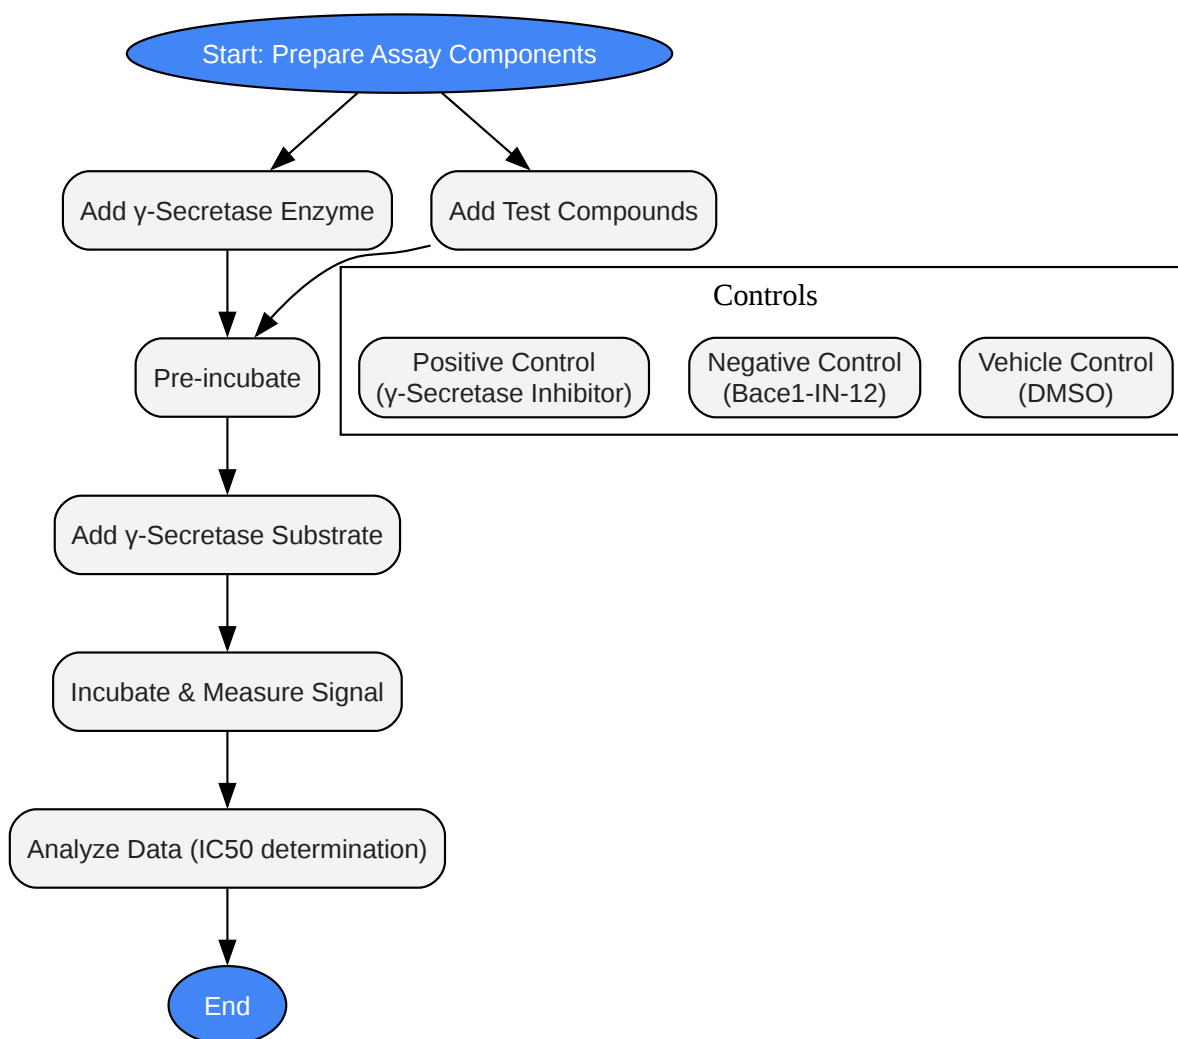 Start: Prepare Assay Components
Add γ-Secretase Enzyme
Add Test Compounds
Controls
Pre-incubate
Positive Control
(γ-Secretase Inhibitor)
Negative Control
(Bace1-IN-12)
Vehicle Control
(DMSO)
Add γ-Secretase Substrate
Incubate & Measure Signal
Analyze Data (IC50 determination)
End